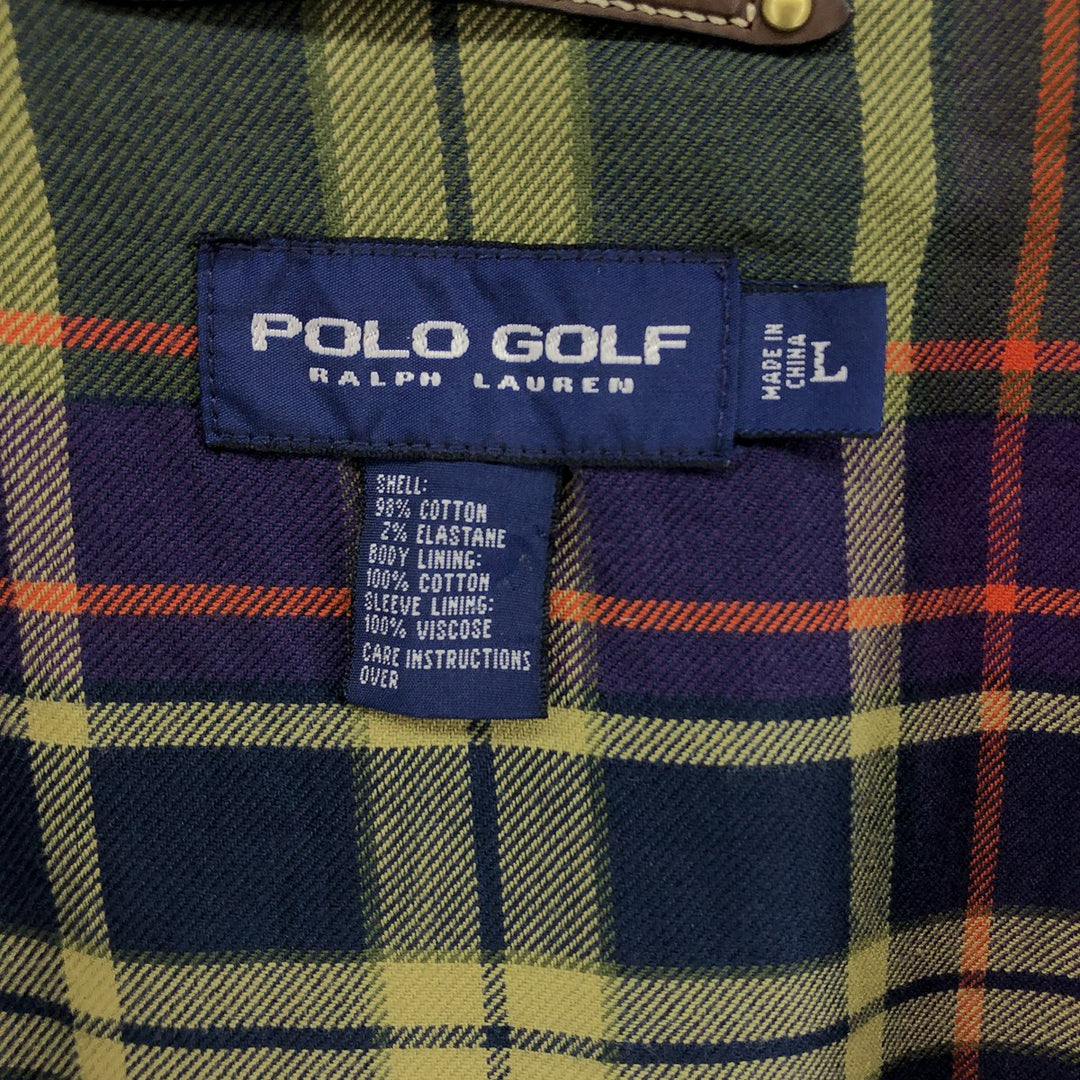 POLO GOLF
RALPH LAUREN
MADE IN
CHINA
L
SHELL:
98% COTTON
2% ELASTANE
BODY LINING:
100% COTTON
SLEEVE LINING:
100% VISCOSE
CARE INSTRUCTIONS
OVER